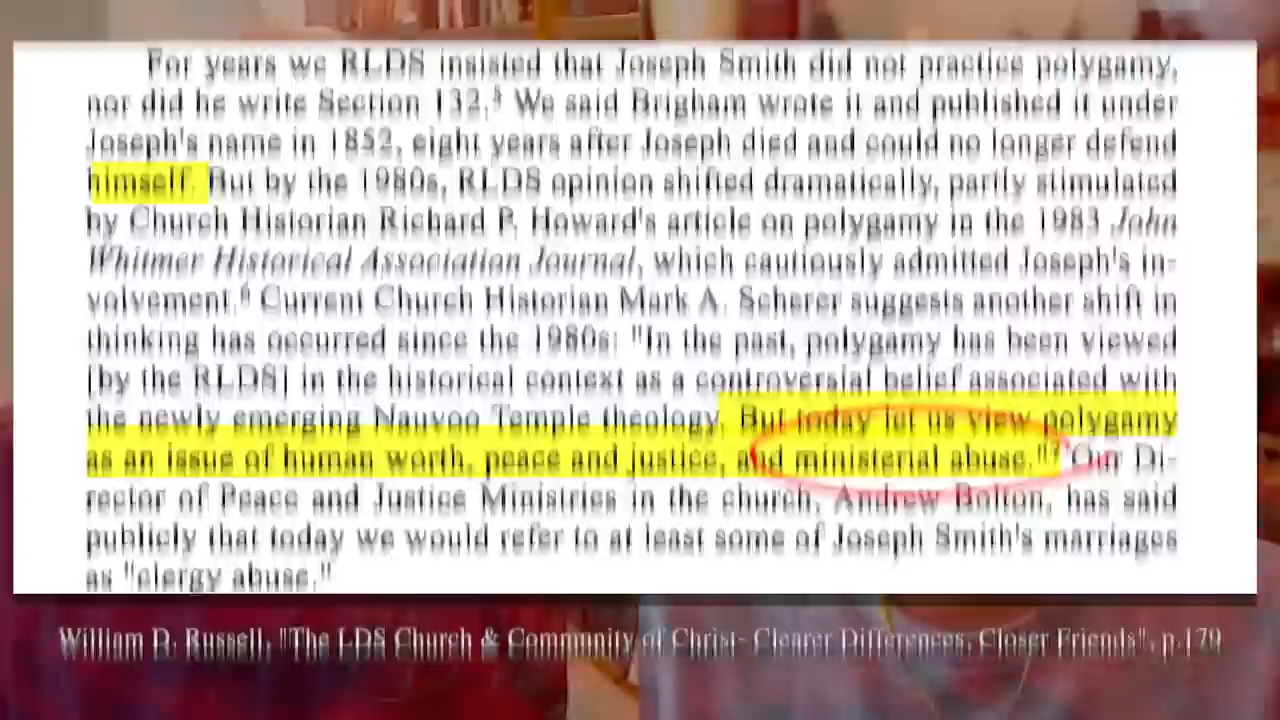 For years we RLDS insisted that Joseph Smith did not practice polygamy,
nor did he write Section 132.⁵ We said Brigham wrote it and published it under
Joseph's name in 1852, eight years after Joseph died and could no longer defend
himself. But by the 1980s, RLDS opinion shifted dramatically, partly stimulated
by Church Historian Richard P. Howard's article on polygamy in the 1983 John
Whitmer Historical Association Journal, which cautiously admitted Joseph's in-
volvement.⁶ Current Church Historian Mark A. Scherer suggests another shift in
thinking has occurred since the 1980s: "In the past, polygamy has been viewed
[by the RLDS] in the historical context as a controversial belief associated with
the newly emerging Nauvoo Temple theology. But today let us view polygamy
as an issue of human worth, peace and justice, and ministerial abuse."⁷ Our Di-
rector of Peace and Justice Ministries in the church, Andrew Bolton, has said
publicly that today we would refer to at least some of Joseph Smith's marriages
as "clergy abuse."
William D. Russell, "The LDS Church & Community of Christ- Clearer Differences, Closer Friends", p.179